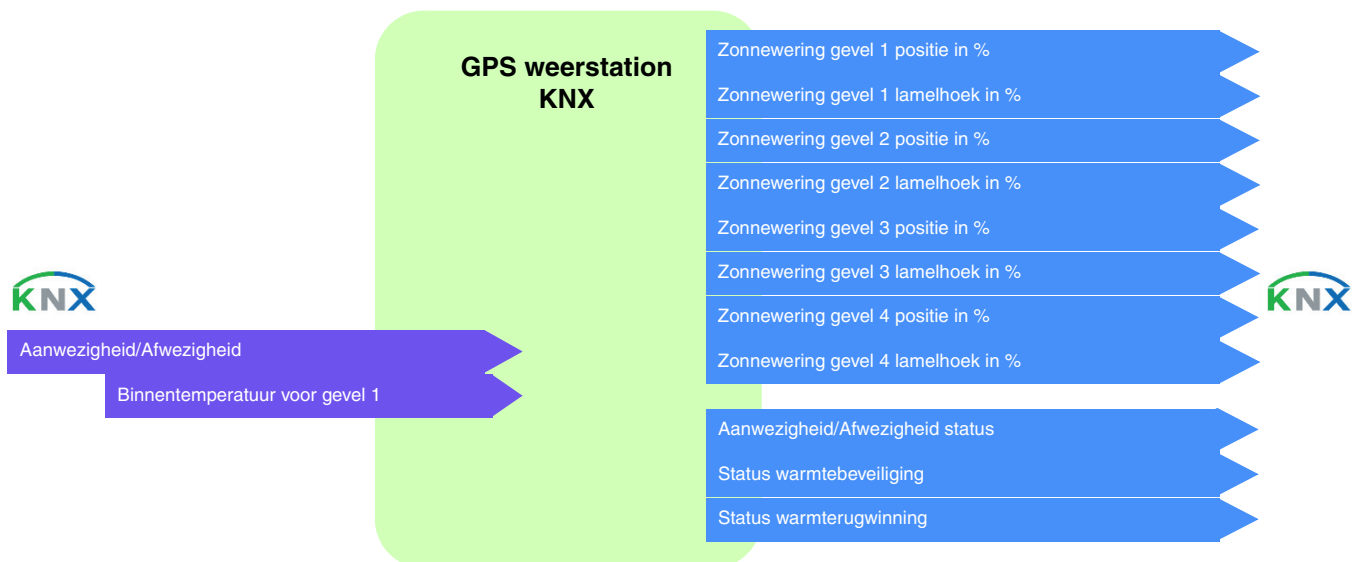 GPS weerstation
KNX
Zonnewering gevel 1 positie in %
Zonnewering gevel 1 lamelhoek in %
Zonnewering gevel 2 positie in %
Zonnewering gevel 2 lamelhoek in %
Zonnewering gevel 3 positie in %
Zonnewering gevel 3 lamelhoek in %
Zonnewering gevel 4 positie in %
Zonnewering gevel 4 lamelhoek in %
KNX
KNX
Aanwezigheid/Afwezigheid
Binnentemperatuur voor gevel 1
Aanwezigheid/Afwezigheid status
Status warmtebeveiliging
Status warmterugwinning